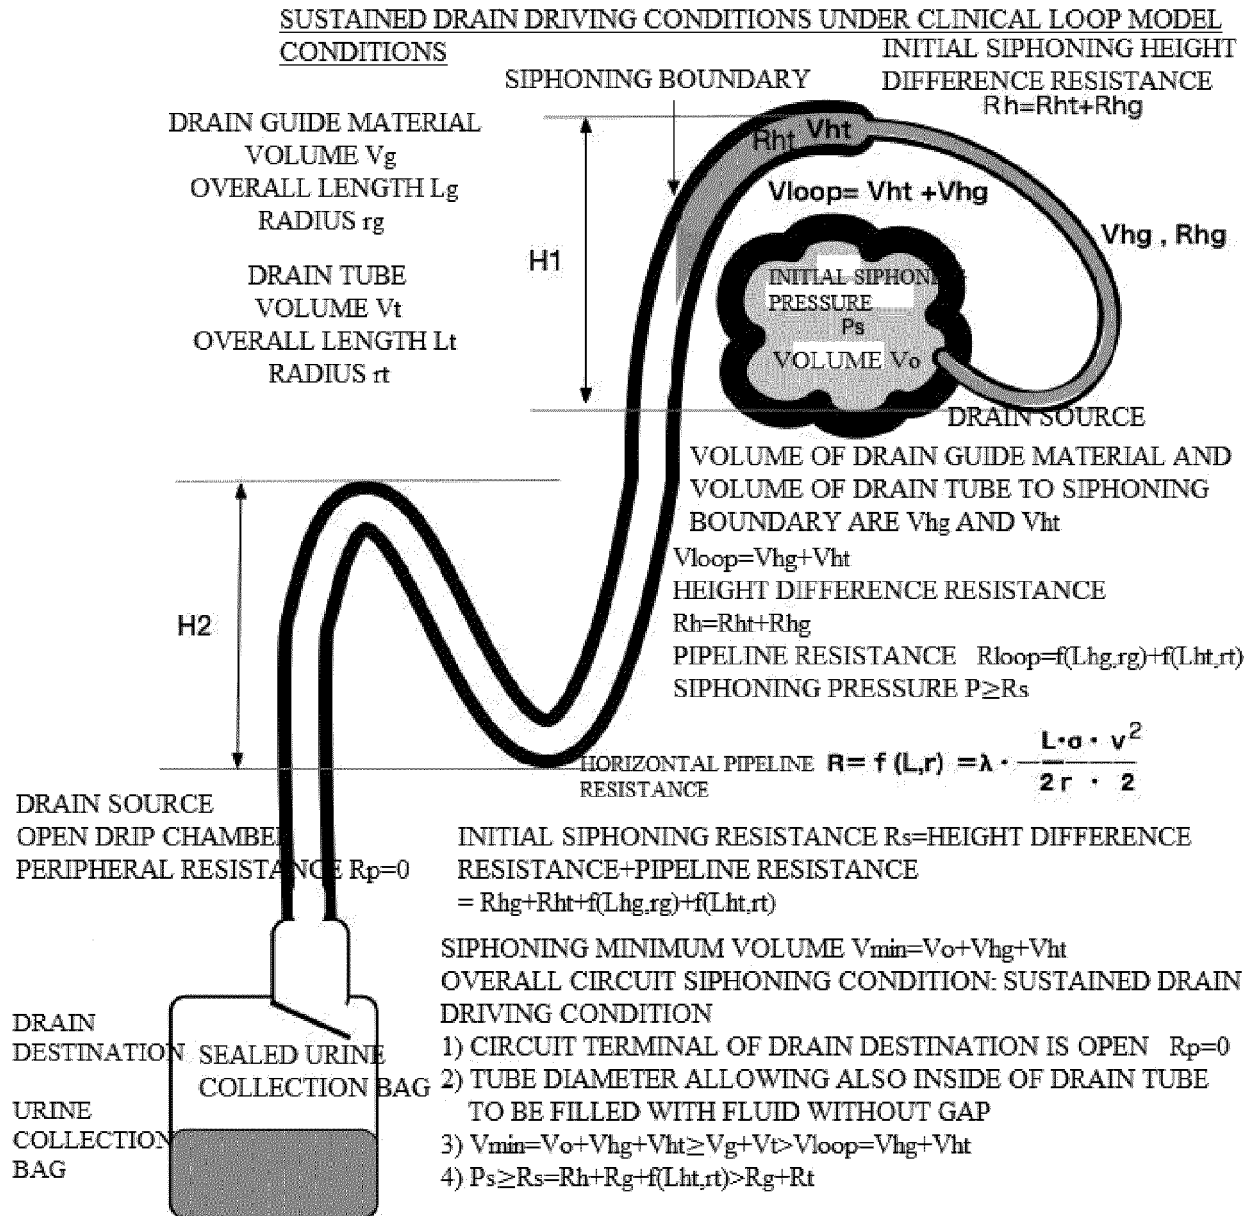 SUSTAINED DRAIN DRIVING CONDITIONS UNDER CLINICAL LOOP MODEL
CONDITIONS
INITIAL SIPHONING HEIGHT
DIFFERENCE RESISTANCE
Rh=Rht+Rhg
SIPHONING BOUNDARY
DRAIN GUIDE MATERIAL
VOLUME Vg
OVERALL LENGTH Lg
RADIUS rg
DRAIN TUBE
VOLUME Vt
OVERALL LENGTH Lt
RADIUS rt
H1
Rht
Vht
Vloop= Vht +Vhg
Vhg , Rhg
INITIAL SIPHONING
PRESSURE
Ps
VOLUME Vo
DRAIN SOURCE
VOLUME OF DRAIN GUIDE MATERIAL AND
VOLUME OF DRAIN TUBE TO SIPHONING
BOUNDARY ARE Vhg AND Vht
Vloop=Vhg+Vht
HEIGHT DIFFERENCE RESISTANCE
Rh=Rht+Rhg
PIPELINE RESISTANCE Rloop=f(Lhg,rg)+f(Lht,rt)
SIPHONING PRESSURE P≥Rs
H2
HORIZONTAL PIPELINE
RESISTANCE
R= f (L,r) =λ · L·σ · v² / 2 r · 2
DRAIN SOURCE
OPEN DRIP CHAMBER
PERIPHERAL RESISTANCE Rp=0
INITIAL SIPHONING RESISTANCE Rs=HEIGHT DIFFERENCE
RESISTANCE+PIPELINE RESISTANCE
= Rhg+Rht+f(Lhg,rg)+f(Lht,rt)
SIPHONING MINIMUM VOLUME Vmin=Vo+Vhg+Vht
OVERALL CIRCUIT SIPHONING CONDITION: SUSTAINED DRAIN
DRIVING CONDITION
1) CIRCUIT TERMINAL OF DRAIN DESTINATION IS OPEN Rp=0
2) TUBE DIAMETER ALLOWING ALSO INSIDE OF DRAIN TUBE
TO BE FILLED WITH FLUID WITHOUT GAP
3) Vmin=Vo+Vhg+Vht≥Vg+Vt>Vloop=Vhg+Vht
4) Ps≥Rs=Rh+Rg+f(Lht,rt)>Rg+Rt
DRAIN
DESTINATION
SEALED URINE
COLLECTION BAG
URINE
COLLECTION
BAG